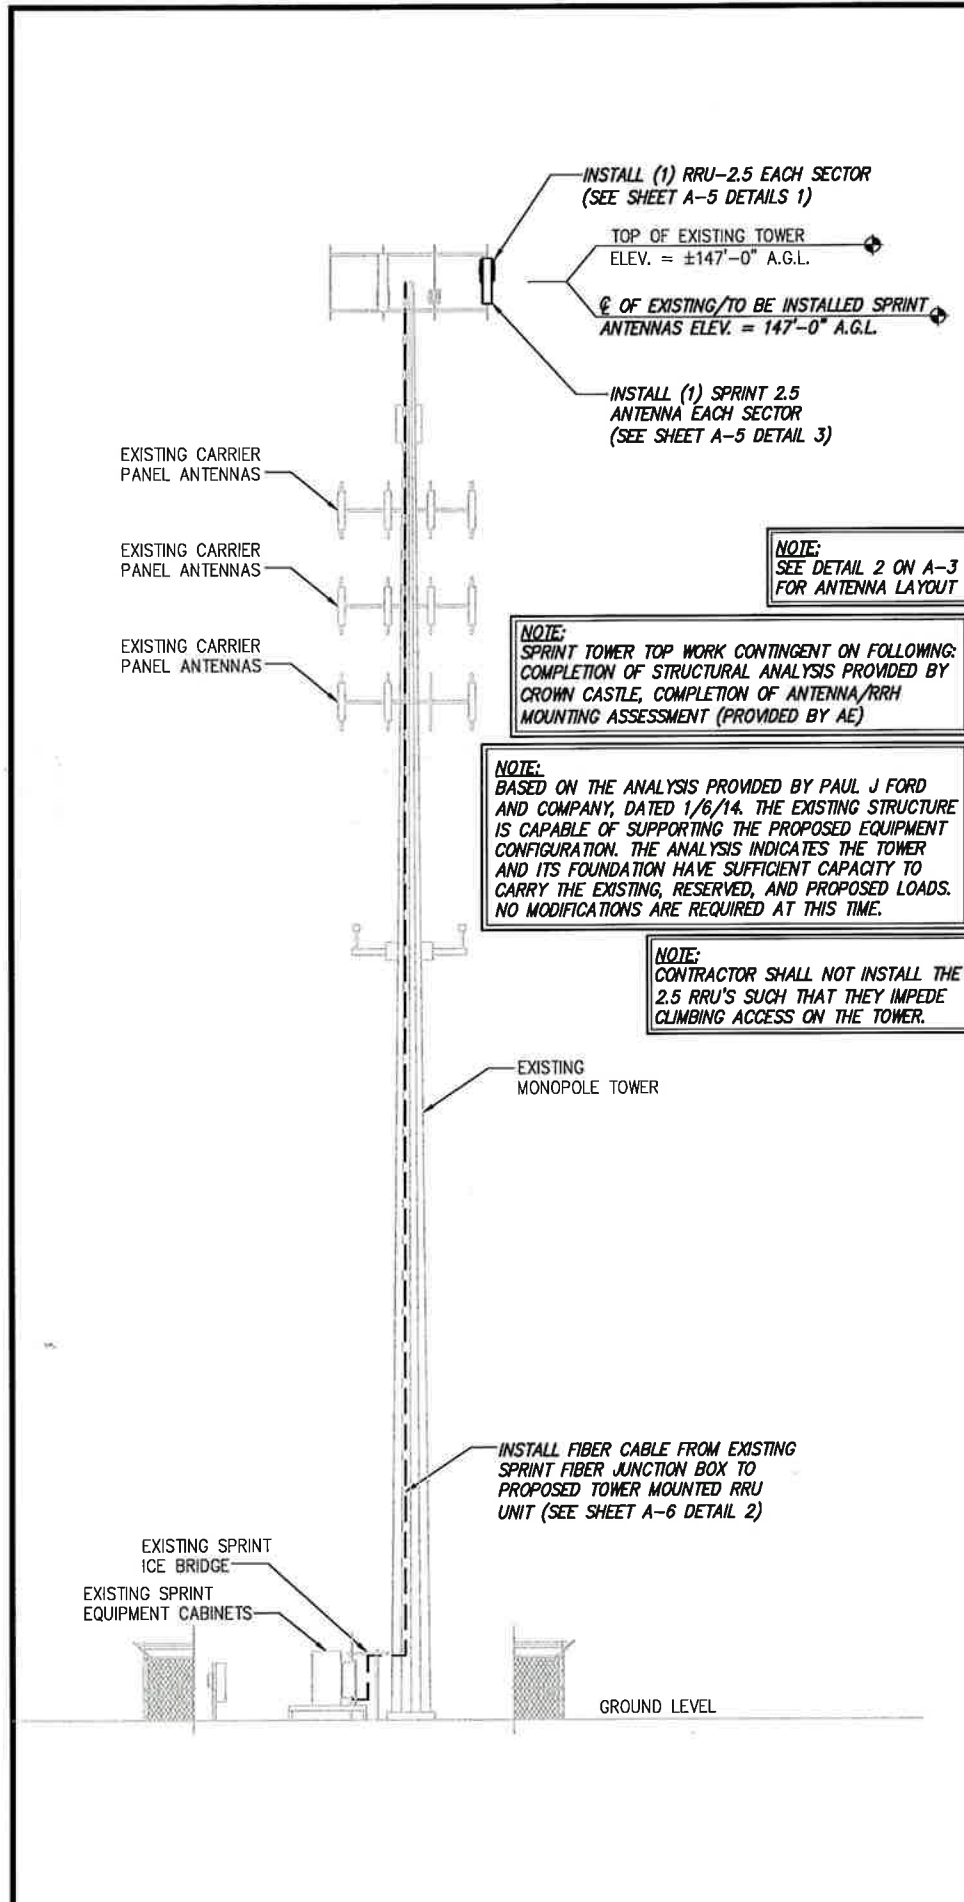 INSTALL (1) RRU-2.5 EACH SECTOR
(SEE SHEET A-5 DETAILS 1)
TOP OF EXISTING TOWER
ELEV. = ±147'-0" A.G.L.
℄ OF EXISTING/TO BE INSTALLED SPRINT
ANTENNAS ELEV. = 147'-0" A.G.L.
INSTALL (1) SPRINT 2.5
ANTENNA EACH SECTOR
(SEE SHEET A-5 DETAIL 3)
EXISTING CARRIER
PANEL ANTENNAS
EXISTING CARRIER
PANEL ANTENNAS
EXISTING CARRIER
PANEL ANTENNAS
NOTE:
SEE DETAIL 2 ON A-3
FOR ANTENNA LAYOUT
NOTE:
SPRINT TOWER TOP WORK CONTINGENT ON FOLLOWING:
COMPLETION OF STRUCTURAL ANALYSIS PROVIDED BY
CROWN CASTLE, COMPLETION OF ANTENNA/RRH
MOUNTING ASSESSMENT (PROVIDED BY AE)
NOTE:
BASED ON THE ANALYSIS PROVIDED BY PAUL J FORD
AND COMPANY, DATED 1/6/14. THE EXISTING STRUCTURE
IS CAPABLE OF SUPPORTING THE PROPOSED EQUIPMENT
CONFIGURATION. THE ANALYSIS INDICATES THE TOWER
AND ITS FOUNDATION HAVE SUFFICIENT CAPACITY TO
CARRY THE EXISTING, RESERVED, AND PROPOSED LOADS.
NO MODIFICATIONS ARE REQUIRED AT THIS TIME.
NOTE:
CONTRACTOR SHALL NOT INSTALL THE
2.5 RRU'S SUCH THAT THEY IMPEDE
CLIMBING ACCESS ON THE TOWER.
EXISTING
MONOPOLE TOWER
INSTALL FIBER CABLE FROM EXISTING
SPRINT FIBER JUNCTION BOX TO
PROPOSED TOWER MOUNTED RRU
UNIT (SEE SHEET A-6 DETAIL 2)
EXISTING SPRINT
ICE BRIDGE
EXISTING SPRINT
EQUIPMENT CABINETS
GROUND LEVEL